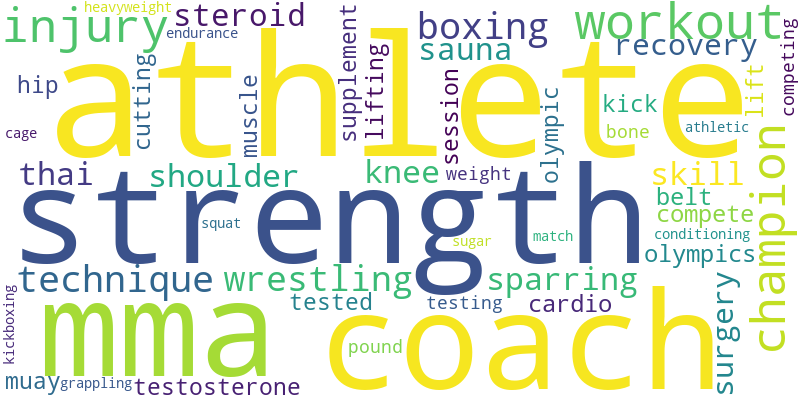 heavyweight
injury
steroid
endurance
boxing
workout
athlete
sauna
recovery
hip
cutting
muscle
supplement
lifting
session
olympic
kick
lift
competing
bone
athletic
cage
thai
shoulder
knee
weight
skill
champion
strength
squat
belt
compete
sugar
match
conditioning
olympics
technique
wrestling
sparring
surgery
mma
tested
testing
cardio
coach
kickboxing
pound
muay
grappling
testosterone